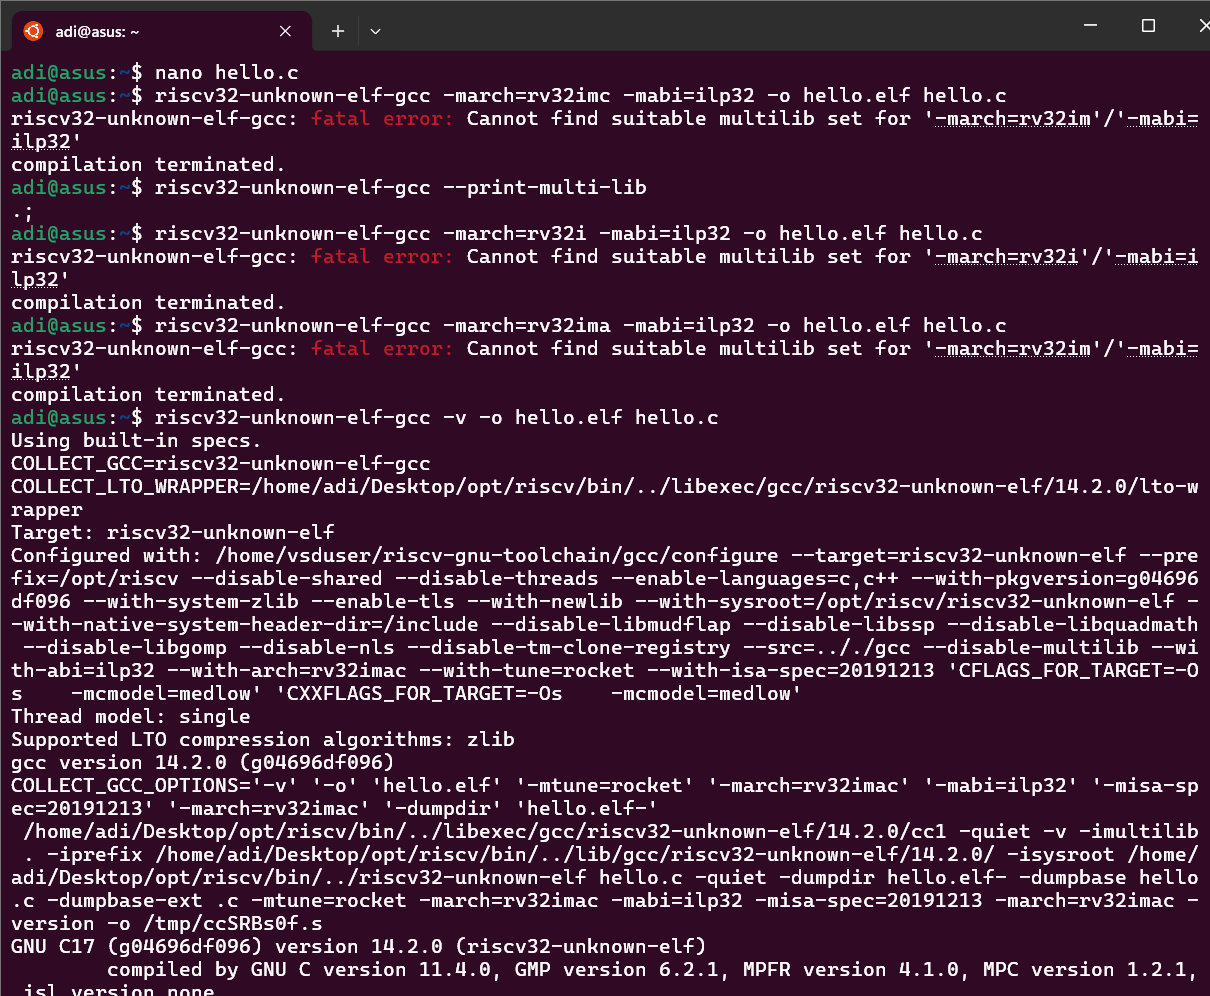 adi@asus: ~
adi@asus:~$ nano hello.c
adi@asus:~$ riscv32-unknown-elf-gcc -march=rv32imc -mabi=ilp32 -o hello.elf hello.c
riscv32-unknown-elf-gcc: fatal error: Cannot find suitable multilib set for '-march=rv32im'/'-mabi=
ilp32'
compilation terminated.
adi@asus:~$ riscv32-unknown-elf-gcc --print-multi-lib
.;
adi@asus:~$ riscv32-unknown-elf-gcc -march=rv32i -mabi=ilp32 -o hello.elf hello.c
riscv32-unknown-elf-gcc: fatal error: Cannot find suitable multilib set for '-march=rv32i'/'-mabi=i
lp32'
compilation terminated.
adi@asus:~$ riscv32-unknown-elf-gcc -march=rv32ima -mabi=ilp32 -o hello.elf hello.c
riscv32-unknown-elf-gcc: fatal error: Cannot find suitable multilib set for '-march=rv32im'/'-mabi=
ilp32'
compilation terminated.
adi@asus:~$ riscv32-unknown-elf-gcc -v -o hello.elf hello.c
Using built-in specs.
COLLECT_GCC=riscv32-unknown-elf-gcc
COLLECT_LTO_WRAPPER=/home/adi/Desktop/opt/riscv/bin/../libexec/gcc/riscv32-unknown-elf/14.2.0/lto-w
rapper
Target: riscv32-unknown-elf
Configured with: /home/vsduser/riscv-gnu-toolchain/gcc/configure --target=riscv32-unknown-elf --pre
fix=/opt/riscv --disable-shared --disable-threads --enable-languages=c,c++ --with-pkgversion=g04696
df096 --with-system-zlib --enable-tls --with-newlib --with-sysroot=/opt/riscv/riscv32-unknown-elf -
-with-native-system-header-dir=/include --disable-libmudflap --disable-libssp --disable-libquadmath
 --disable-libgomp --disable-nls --disable-tm-clone-registry --src=.././gcc --disable-multilib --wi
th-abi=ilp32 --with-arch=rv32imac --with-tune=rocket --with-isa-spec=20191213 'CFLAGS_FOR_TARGET=-O
s    -mcmodel=medlow' 'CXXFLAGS_FOR_TARGET=-Os    -mcmodel=medlow'
Thread model: single
Supported LTO compression algorithms: zlib
gcc version 14.2.0 (g04696df096)
COLLECT_GCC_OPTIONS='-v' '-o' 'hello.elf' '-mtune=rocket' '-march=rv32imac' '-mabi=ilp32' '-misa-sp
ec=20191213' '-march=rv32imac' '-dumpdir' 'hello.elf-'
 /home/adi/Desktop/opt/riscv/bin/../libexec/gcc/riscv32-unknown-elf/14.2.0/cc1 -quiet -v -imultilib
 . -iprefix /home/adi/Desktop/opt/riscv/bin/../lib/gcc/riscv32-unknown-elf/14.2.0/ -isysroot /home/
adi/Desktop/opt/riscv/bin/../riscv32-unknown-elf hello.c -quiet -dumpdir hello.elf- -dumpbase hello
.c -dumpbase-ext .c -mtune=rocket -march=rv32imac -mabi=ilp32 -misa-spec=20191213 -march=rv32imac -
version -o /tmp/ccSRBs0f.s
GNU C17 (g04696df096) version 14.2.0 (riscv32-unknown-elf)
        compiled by GNU C version 11.4.0, GMP version 6.2.1, MPFR version 4.1.0, MPC version 1.2.1,
 isl version none